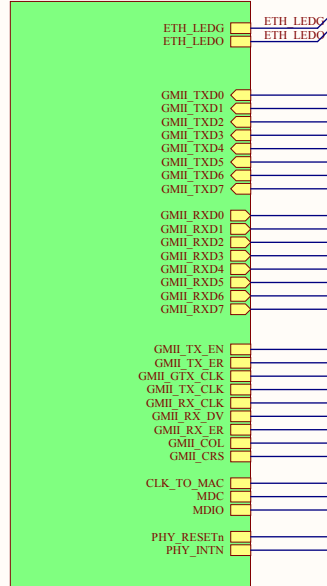 ETH_LEDG ETH_LEDG
ETH_LEDO ETH_LEDO
GMII_TXD0
GMII_TXD1
GMII_TXD2
GMII_TXD3
GMII_TXD4
GMII_TXD5
GMII_TXD6
GMII_TXD7
GMII_RXD0
GMII_RXD1
GMII_RXD2
GMII_RXD3
GMII_RXD4
GMII_RXD5
GMII_RXD6
GMII_RXD7
GMII_TX_EN
GMII_TX_ER
GMII_GTX_CLK
GMII_TX_CLK
GMII_RX_CLK
GMII_RX_DV
GMII_RX_ER
GMII_COL
GMII_CRS
CLK_TO_MAC
MDC
MDIO
PHY_RESETn
PHY_INTN